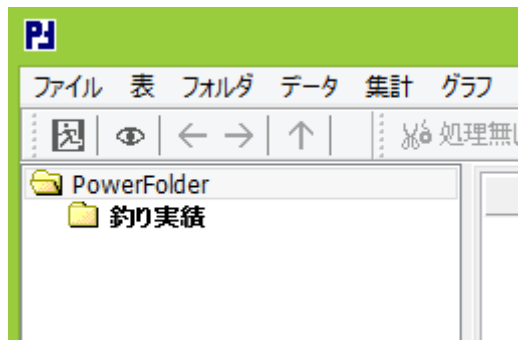 ファイル 表 フォルダ データ 集計 グラフ
処理無し
PowerFolder
釣り実績